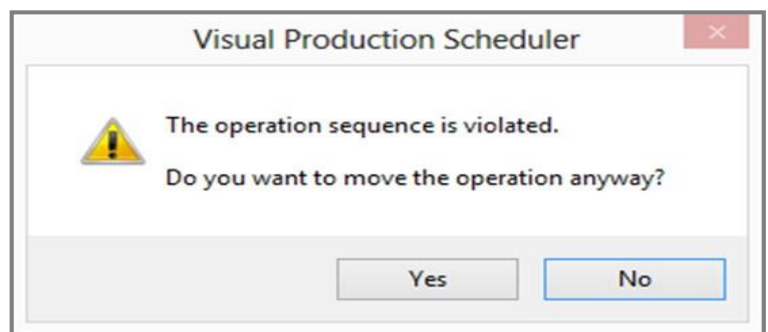 Visual Production Scheduler
The operation sequence is violated.
Do you want to move the operation anyway?
Yes
No